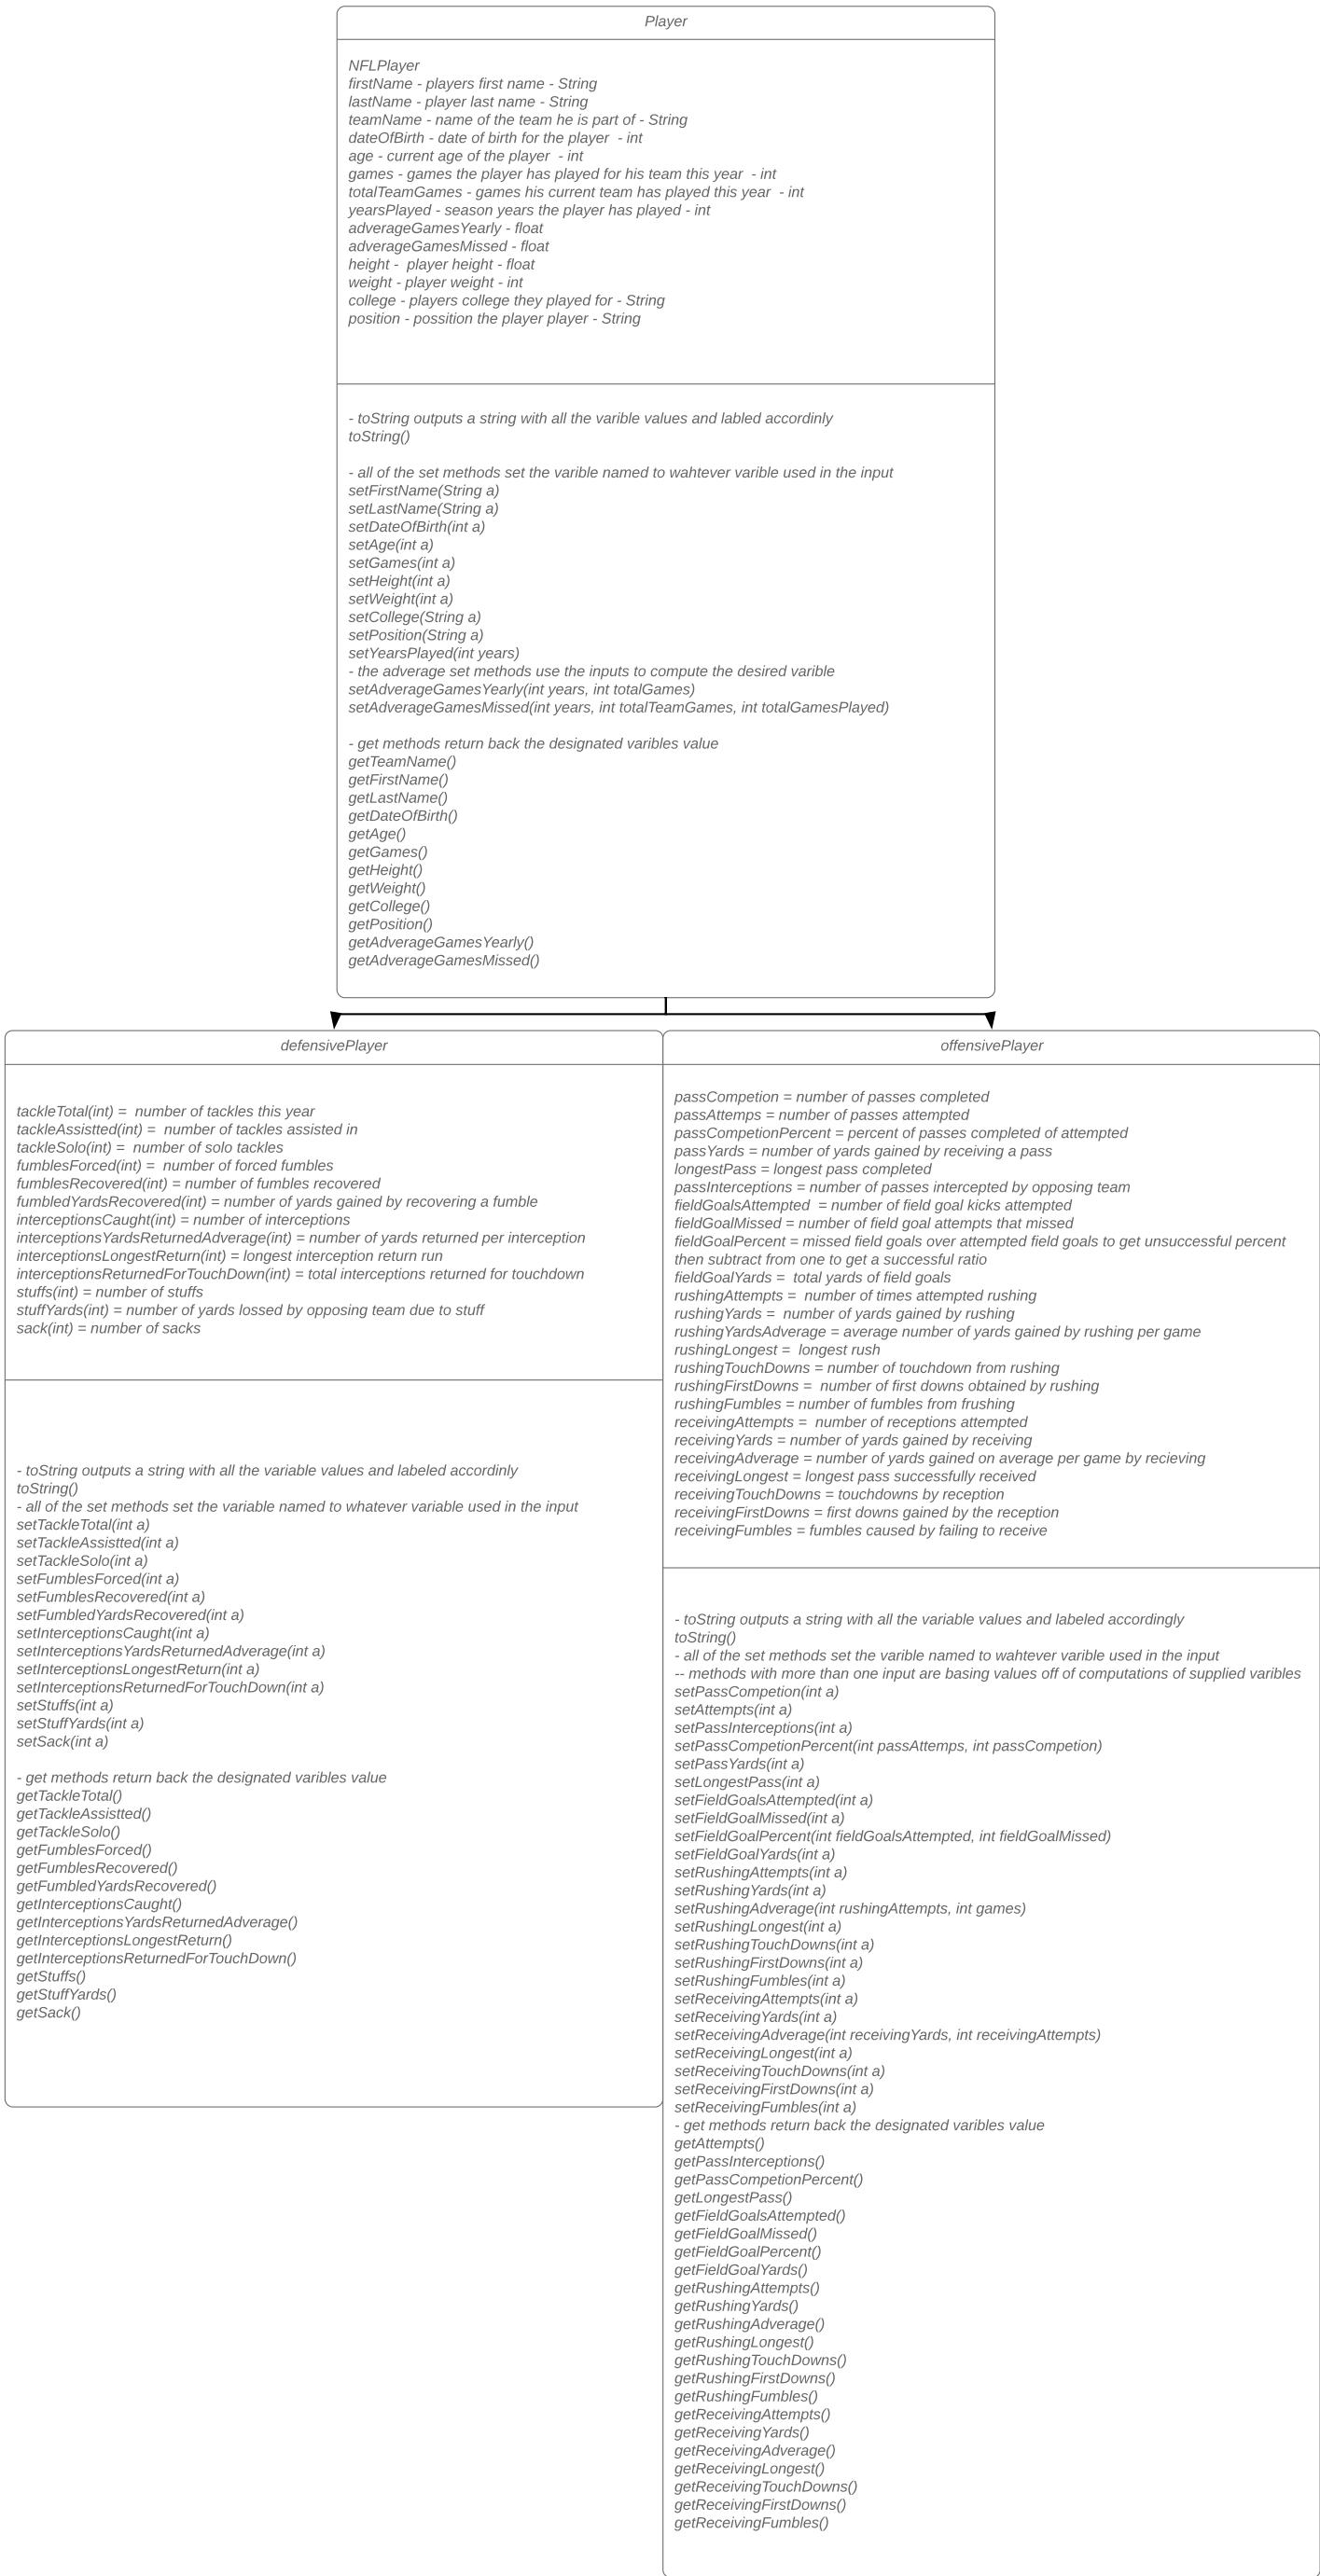 Player
NFLPlayer
firstName - players first name - String
lastName - player last name - String
teamName - name of the team he is part of - String
dateOfBirth - date of birth for the player  - int
age - current age of the player  - int
games - games the player has played for his team this year  - int
totalTeamGames - games his current team has played this year  - int
yearsPlayed - season years the player has played - int
adverageGamesYearly - float
adverageGamesMissed - float
height -  player height - float
weight - player weight - int
college - players college they played for - String
position - possition the player player - String
- toString outputs a string with all the varible values and labled accordinly
toString()
- all of the set methods set the varible named to wahtever varible used in the input
setFirstName(String a)
setLastName(String a)
setDateOfBirth(int a)
setAge(int a)
setGames(int a)
setHeight(int a)
setWeight(int a)
setCollege(String a)
setPosition(String a)
setYearsPlayed(int years)
- the adverage set methods use the inputs to compute the desired varible
setAdverageGamesYearly(int years, int totalGames)
setAdverageGamesMissed(int years, int totalTeamGames, int totalGamesPlayed)
- get methods return back the designated varibles value
getTeamName()
getFirstName()
getLastName()
getDateOfBirth()
getAge()
getGames()
getHeight()
getWeight()
getCollege()
getPosition()
getAdverageGamesYearly()
getAdverageGamesMissed()
defensivePlayer
tackleTotal(int) =  number of tackles this year
tackleAssistted(int) =  number of tackles assisted in
tackleSolo(int) =  number of solo tackles
fumblesForced(int) =  number of forced fumbles
fumblesRecovered(int) = number of fumbles recovered
fumbledYardsRecovered(int) = number of yards gained by recovering a fumble
interceptionsCaught(int) = number of interceptions
interceptionsYardsReturnedAdverage(int) = number of yards returned per interception
interceptionsLongestReturn(int) = longest interception return run
interceptionsReturnedForTouchDown(int) = total interceptions returned for touchdown
stuffs(int) = number of stuffs
stuffYards(int) = number of yards lossed by opposing team due to stuff
sack(int) = number of sacks
- toString outputs a string with all the variable values and labeled accordinly
toString()
- all of the set methods set the variable named to whatever variable used in the input
setTackleTotal(int a)
setTackleAssistted(int a)
setTackleSolo(int a)
setFumblesForced(int a)
setFumblesRecovered(int a)
setFumbledYardsRecovered(int a)
setInterceptionsCaught(int a)
setInterceptionsYardsReturnedAdverage(int a)
setInterceptionsLongestReturn(int a)
setInterceptionsReturnedForTouchDown(int a)
setStuffs(int a)
setStuffYards(int a)
setSack(int a)
- get methods return back the designated varibles value
getTackleTotal()
getTackleAssistted()
getTackleSolo()
getFumblesForced()
getFumblesRecovered()
getFumbledYardsRecovered()
getInterceptionsCaught()
getInterceptionsYardsReturnedAdverage()
getInterceptionsLongestReturn()
getInterceptionsReturnedForTouchDown()
getStuffs()
getStuffYards()
getSack()
offensivePlayer
passCompetion = number of passes completed
passAttemps = number of passes attempted
passCompetionPercent = percent of passes completed of attempted
passYards = number of yards gained by receiving a pass
longestPass = longest pass completed
passInterceptions = number of passes intercepted by opposing team
fieldGoalsAttempted  = number of field goal kicks attempted
fieldGoalMissed = number of field goal attempts that missed
fieldGoalPercent = missed field goals over attempted field goals to get unsuccessful percent
then subtract from one to get a successful ratio
fieldGoalYards =  total yards of field goals
rushingAttempts =  number of times attempted rushing
rushingYards =  number of yards gained by rushing
rushingYardsAdverage = average number of yards gained by rushing per game
rushingLongest =  longest rush
rushingTouchDowns = number of touchdown from rushing
rushingFirstDowns =  number of first downs obtained by rushing
rushingFumbles = number of fumbles from frushing
receivingAttempts =  number of receptions attempted
receivingYards = number of yards gained by receiving
receivingAdverage = number of yards gained on average per game by recieving
receivingLongest = longest pass successfully received
receivingTouchDowns = touchdowns by reception
receivingFirstDowns = first downs gained by the reception
receivingFumbles = fumbles caused by failing to receive
- toString outputs a string with all the variable values and labeled accordingly
toString()
- all of the set methods set the varible named to wahtever varible used in the input
-- methods with more than one input are basing values off of computations of supplied varibles
setPassCompetion(int a)
setAttempts(int a)
setPassInterceptions(int a)
setPassCompetionPercent(int passAttemps, int passCompetion)
setPassYards(int a)
setLongestPass(int a)
setFieldGoalsAttempted(int a)
setFieldGoalMissed(int a)
setFieldGoalPercent(int fieldGoalsAttempted, int fieldGoalMissed)
setFieldGoalYards(int a)
setRushingAttempts(int a)
setRushingYards(int a)
setRushingAdverage(int rushingAttempts, int games)
setRushingLongest(int a)
setRushingTouchDowns(int a)
setRushingFirstDowns(int a)
setRushingFumbles(int a)
setReceivingAttempts(int a)
setReceivingYards(int a)
setReceivingAdverage(int receivingYards, int receivingAttempts)
setReceivingLongest(int a)
setReceivingTouchDowns(int a)
setReceivingFirstDowns(int a)
setReceivingFumbles(int a)
- get methods return back the designated varibles value
getAttempts()
getPassInterceptions()
getPassCompetionPercent()
getLongestPass()
getFieldGoalsAttempted()
getFieldGoalMissed()
getFieldGoalPercent()
getFieldGoalYards()
getRushingAttempts()
getRushingYards()
getRushingAdverage()
getRushingLongest()
getRushingTouchDowns()
getRushingFirstDowns()
getRushingFumbles()
getReceivingAttempts()
getReceivingYards()
getReceivingAdverage()
getReceivingLongest()
getReceivingTouchDowns()
getReceivingFirstDowns()
getReceivingFumbles()